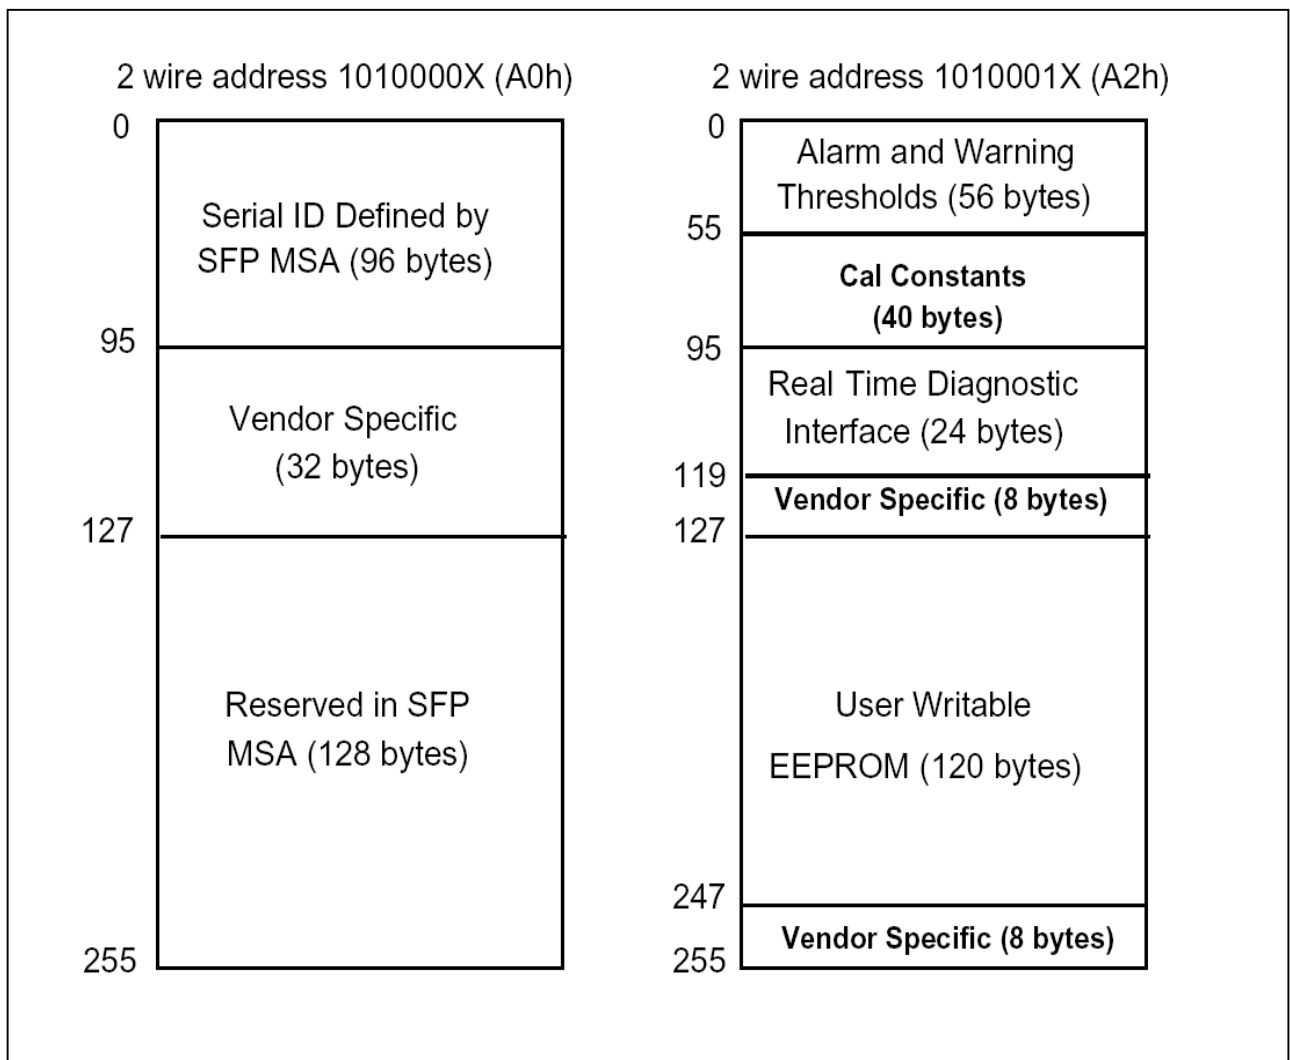 2 wire address 1010000X (A0h)
0
Serial ID Defined by
SFP MSA (96 bytes)
95
Vendor Specific
(32 bytes)
127
Reserved in SFP
MSA (128 bytes)
255
2 wire address 1010001X (A2h)
0
Alarm and Warning
Thresholds (56 bytes)
55
Cal Constants
(40 bytes)
95
Real Time Diagnostic
Interface (24 bytes)
119
Vendor Specific (8 bytes)
127
User Writable
EEPROM (120 bytes)
247
Vendor Specific (8 bytes)
255